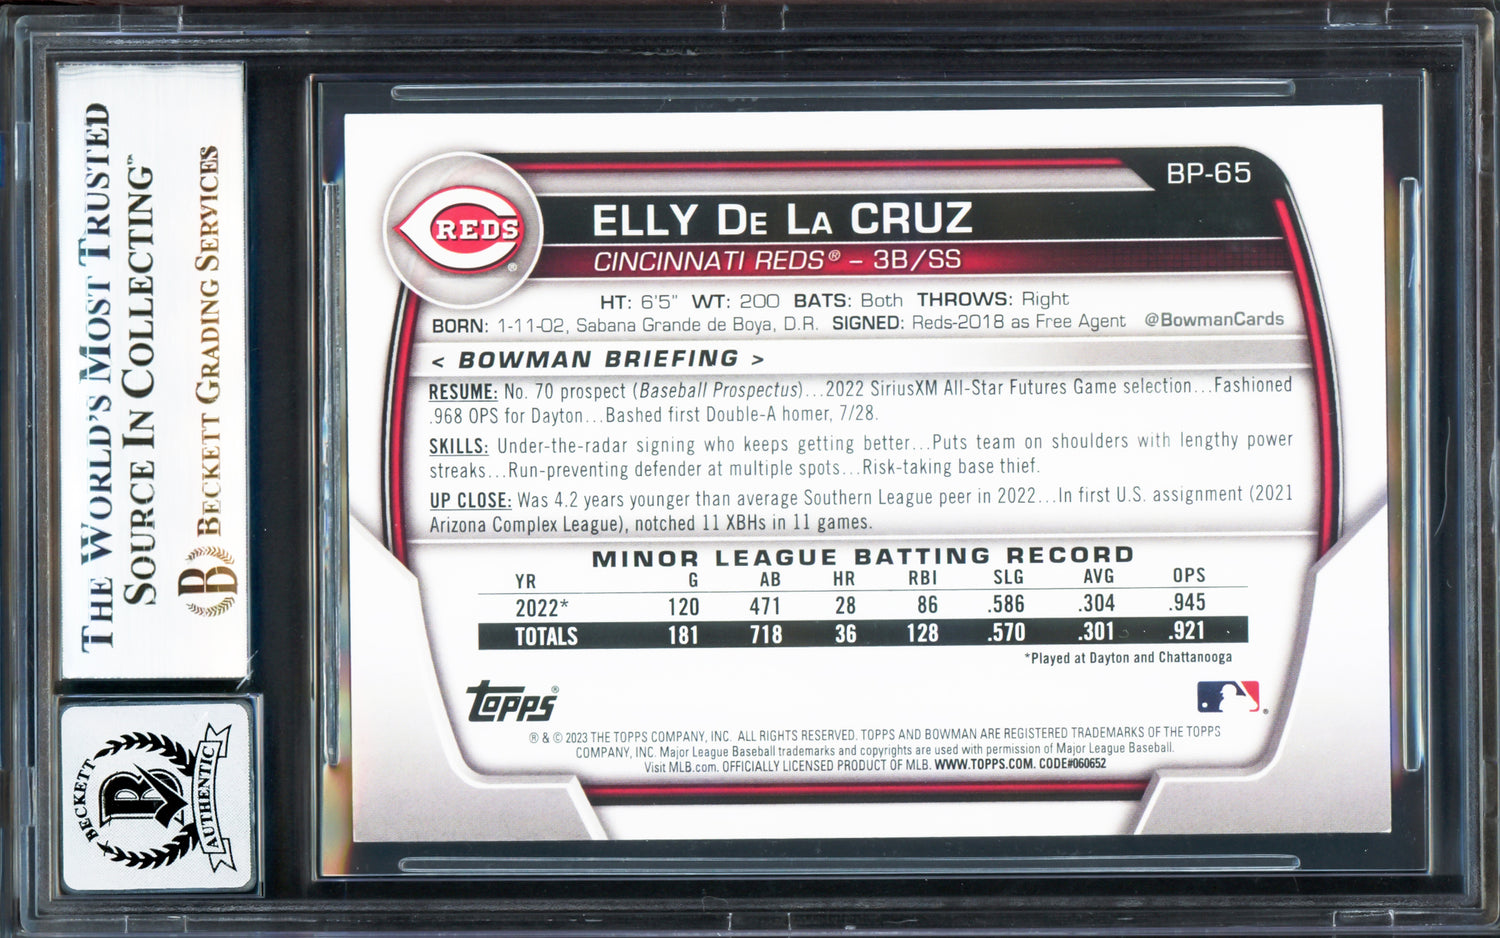 THE WORLD'S MOST TRUSTED
SOURCE IN COLLECTING™
BECKETT GRADING SERVICES
BECKETT
AUTHENTIC
BP-65
REDS
®
ELLY DE LA CRUZ
CINCINNATI REDS® – 3B/SS
HT: 6'5" WT: 200 BATS: Both THROWS: Right
BORN: 1-11-02, Sabana Grande de Boya, D.R. SIGNED: Reds-2018 as Free Agent @BowmanCards
< BOWMAN BRIEFING >
RESUME: No. 70 prospect (Baseball Prospectus)...2022 SiriusXM All-Star Futures Game selection...Fashioned
.968 OPS for Dayton...Bashed first Double-A homer, 7/28.
SKILLS: Under-the-radar signing who keeps getting better...Puts team on shoulders with lengthy power
streaks...Run-preventing defender at multiple spots...Risk-taking base thief.
UP CLOSE: Was 4.2 years younger than average Southern League peer in 2022...In first U.S. assignment (2021
Arizona Complex League), notched 11 XBHs in 11 games.
MINOR LEAGUE BATTING RECORD
YR G AB HR RBI SLG AVG OPS
2022* 120 471 28 86 .586 .304 .945
TOTALS 181 718 36 128 .570 .301 .921
*Played at Dayton and Chattanooga
Topps®
® & © 2023 THE TOPPS COMPANY, INC. ALL RIGHTS RESERVED. TOPPS AND BOWMAN ARE REGISTERED TRADEMARKS OF THE TOPPS
COMPANY, INC. Major League Baseball trademarks and copyrights are used with permission of Major League Baseball.
Visit MLB.com. OFFICIALLY LICENSED PRODUCT OF MLB. WWW.TOPPS.COM. CODE#060652